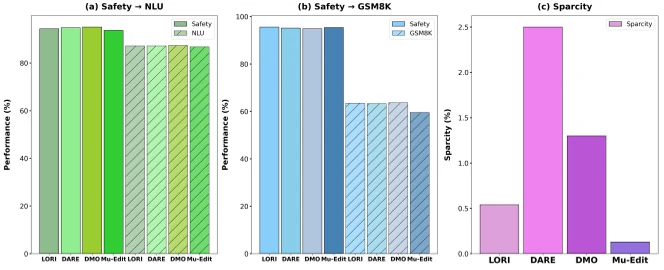 (a) Safety → NLU
Performance (%)
80
60
40
20
0
Safety
NLU
LORI DARE DMO Mu-Edit LORI DARE DMO Mu-Edit
(b) Safety → GSM8K
Performance (%)
100
80
60
40
20
0
Safety
GSM8K
LORI DARE DMO Mu-Edit LORI DARE DMO Mu-Edit
(c) Sparcity
Sparcity (%)
2.5
2.0
1.5
1.0
0.5
0.0
Sparcity
LORI DARE DMO Mu-Edit